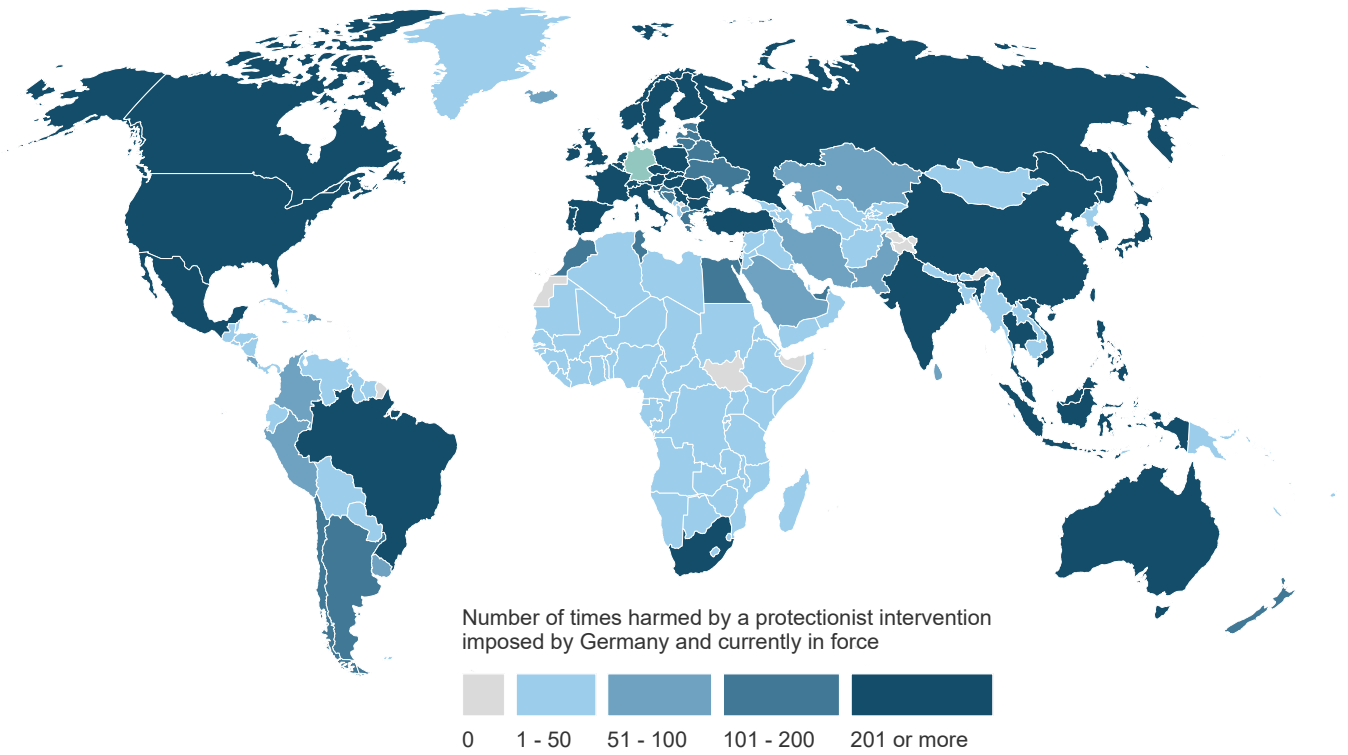 Number of times harmed by a protectionist intervention
imposed by Germany and currently in force
0 1 - 50 51 - 100 101 - 200 201 or more